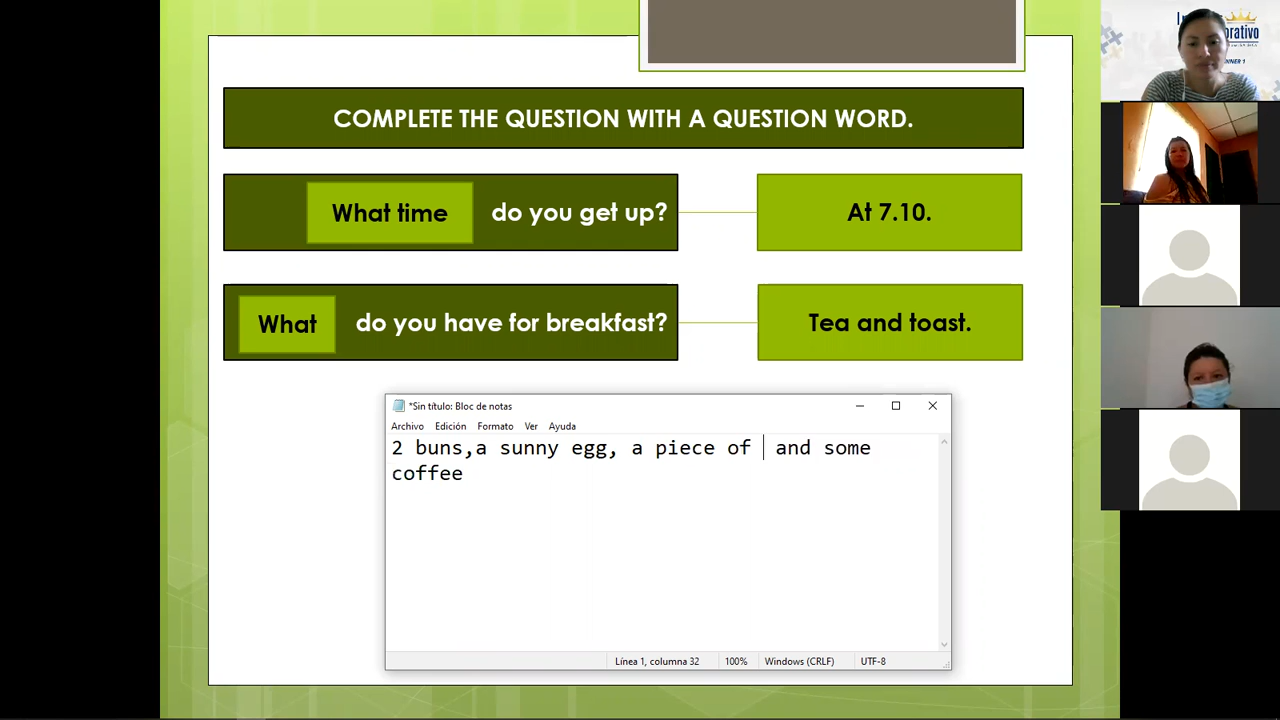 COMPLETE THE QUESTION WITH A QUESTION WORD.
What time do you get up?
At 7.10.
What do you have for breakfast?
Tea and toast.
*Sin título: Bloc de notas
Archivo Edición Formato Ver Ayuda
2 buns,a sunny egg, a piece of and some
coffee
Línea 1, columna 32 100% Windows (CRLF) UTF-8